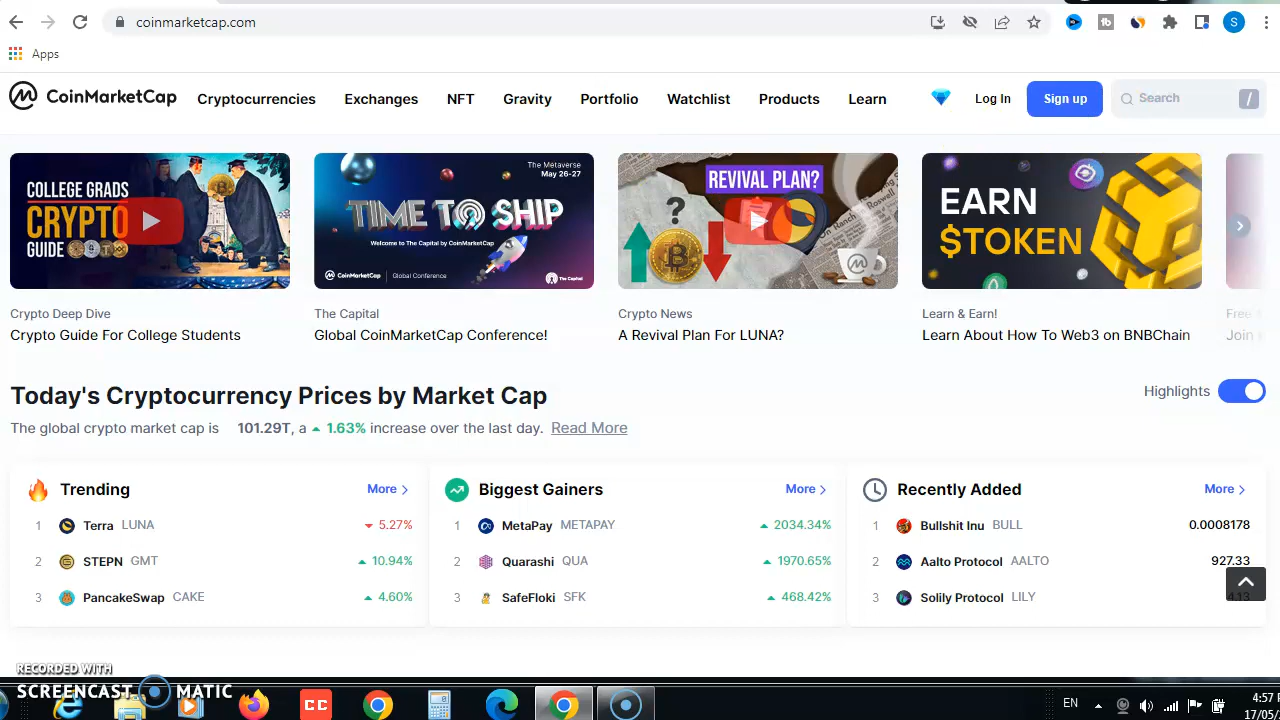 coinmarketcap.com
Apps
CoinMarketCap Cryptocurrencies Exchanges NFT Gravity Portfolio Watchlist Products Learn Log In Sign up Search /
COLLEGE GRADS
CRYPTO
GUIDE
The Metaverse
May 26-27
TIME TO SHIP
Welcome to The Capital by CoinMarketCap
CoinMarketCap Global Conference The Capital
REVIVAL PLAN?
?
EARN
$TOKEN
Crypto Deep Dive
Crypto Guide For College Students
The Capital
Global CoinMarketCap Conference!
Crypto News
A Revival Plan For LUNA?
Learn & Earn!
Learn About How To Web3 on BNBChain
Free
Join
Today's Cryptocurrency Prices by Market Cap
Highlights
The global crypto market cap is 101.29T, a 1.63% increase over the last day. Read More
Trending More
1 Terra LUNA 5.27%
2 STEPN GMT 10.94%
3 PancakeSwap CAKE 4.60%
Biggest Gainers More
1 MetaPay METAPAY 2034.34%
2 Quarashi QUA 1970.65%
3 SafeFloki SFK 468.42%
Recently Added More
1 Bullshit Inu BULL 0.0008178
2 Aalto Protocol AALTO 927.33
3 Solily Protocol LILY 4.13
RECORDED WITH
SCREENCAST MATIC
CC
EN
4:57
17/05